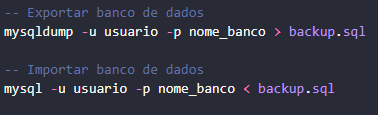 -- Exportar banco de dados
mysqldump -u usuario -p nome_banco > backup.sql
-- Importar banco de dados
mysql -u usuario -p nome_banco < backup.sql